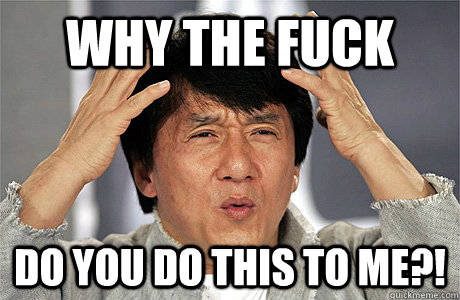 WHY THE FUCK
DO YOU DO THIS TO ME?!
quickmeme.com